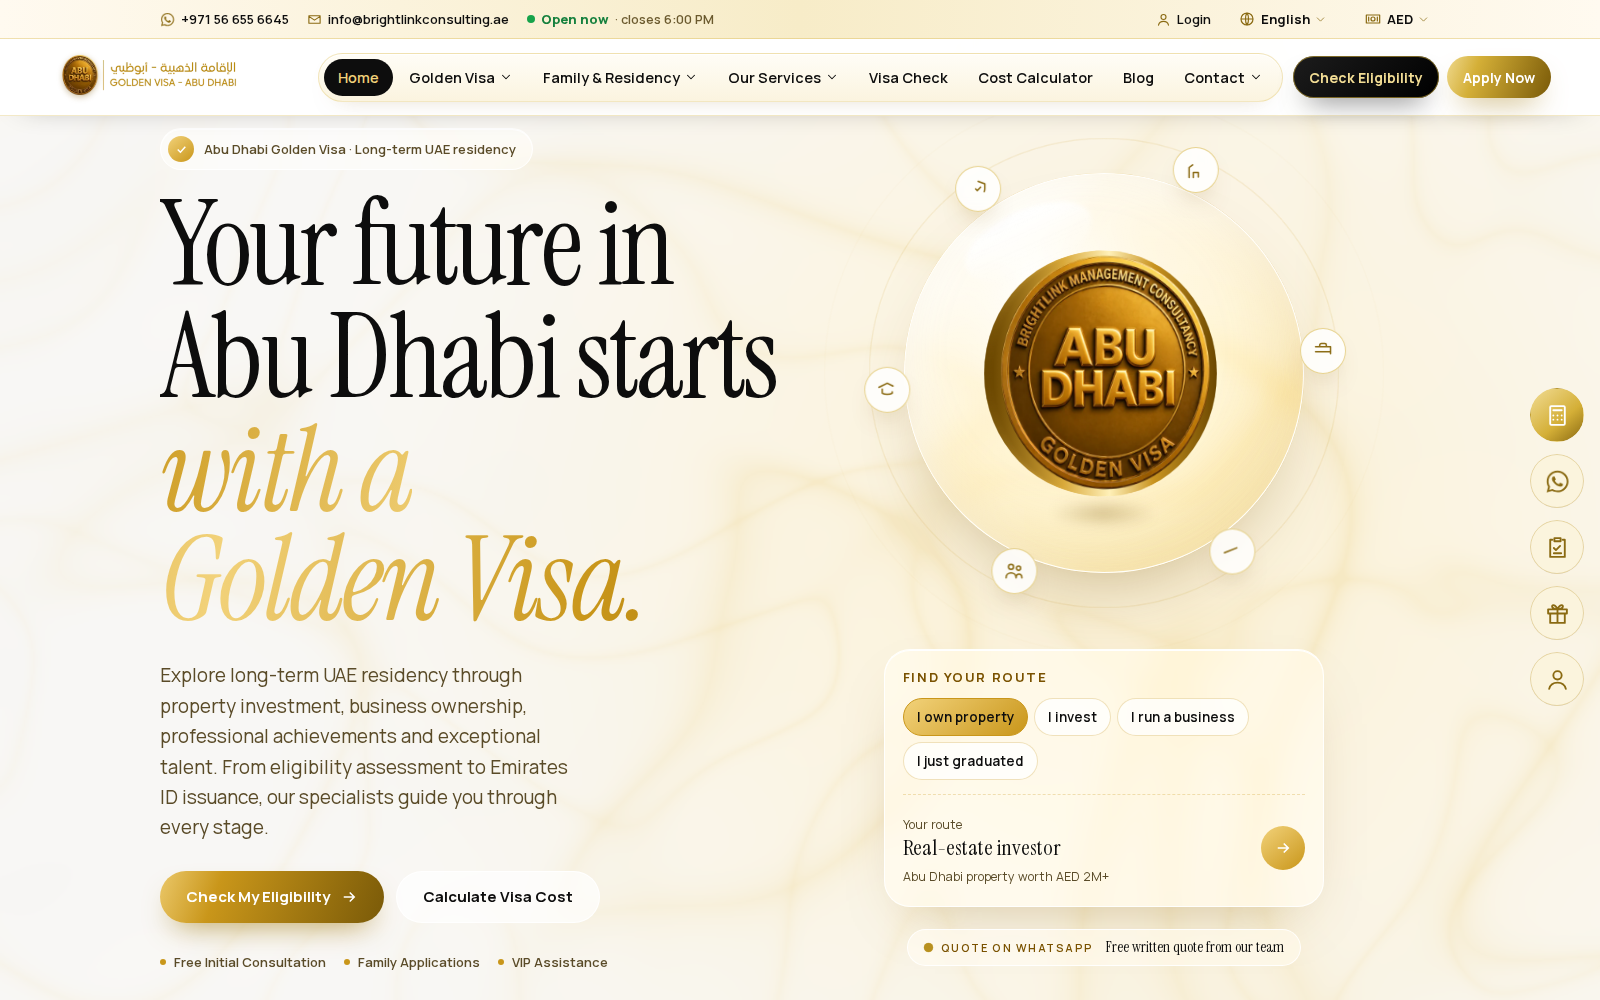 +971 56 655 6645
info@brightlinkconsulting.ae
Open now · closes 6:00 PM
Login
English
AED
ABU DHABI
الإقامة الذهبية - ابوظبي
GOLDEN VISA - ABU DHABI
Home
Golden Visa
Family & Residency
Our Services
Visa Check
Cost Calculator
Blog
Contact
Check Eligibility
Apply Now
Abu Dhabi Golden Visa · Long-term UAE residency
Your future in
Abu Dhabi starts
with a
Golden Visa.
Explore long-term UAE residency through
property investment, business ownership,
professional achievements and exceptional
talent. From eligibility assessment to Emirates
ID issuance, our specialists guide you through
every stage.
Check My Eligibility
Calculate Visa Cost
Free Initial Consultation
Family Applications
VIP Assistance
BRIGHTLINK MANAGEMENT CONSULTANCY
ABU
DHABI
GOLDEN VISA
FIND YOUR ROUTE
I own property
I invest
I run a business
I just graduated
Your route
Real-estate investor
Abu Dhabi property worth AED 2M+
QUOTE ON WHATSAPP
Free written quote from our team